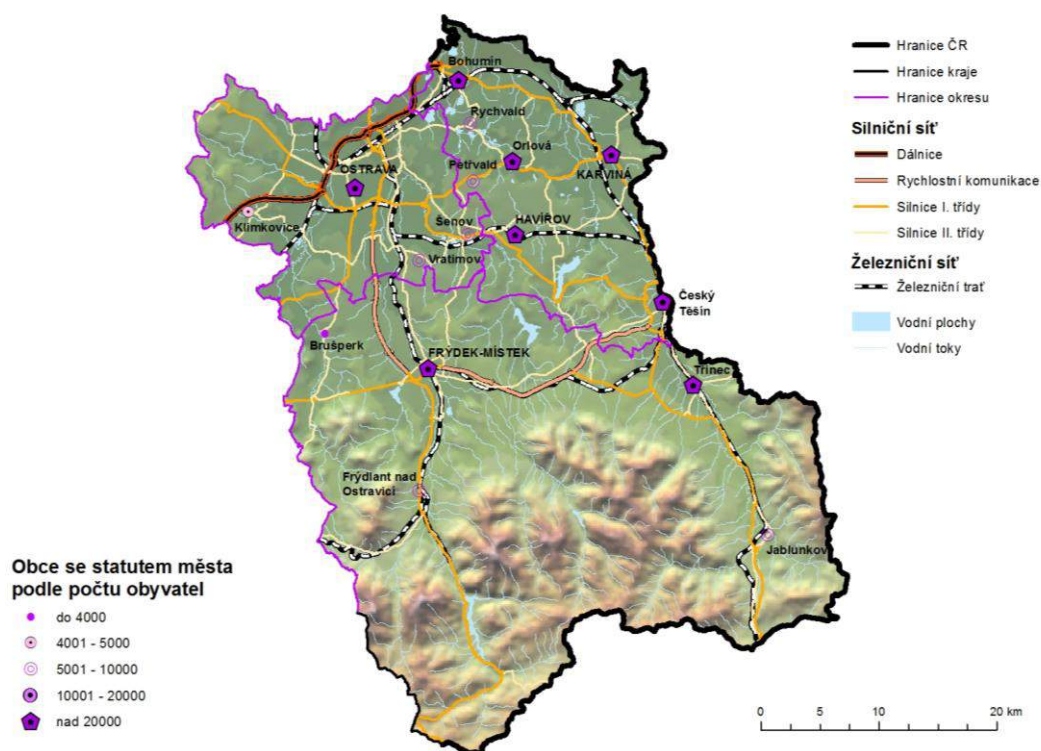 Bohumín
Rychvald
Orlová
Petřvald
KARVINÁ
OSTRAVA
Šenov
HAVÍŘOV
Klimkovice
Vratimov
Český
Těšín
Brušperk
FRÝDEK-MÍSTEK
Třinec
Frýdlant nad
Ostravicí
Jablunkov
Hranice ČR
Hranice kraje
Hranice okresu
Silniční síť
Dálnice
Rychlostní komunikace
Silnice I. třídy
Silnice II. třídy
Železniční síť
Železniční trať
Vodní plochy
Vodní toky
Obce se statutem města
podle počtu obyvatel
do 4000
4001 - 5000
5001 - 10000
10001 - 20000
nad 20000
0 5 10 20 km